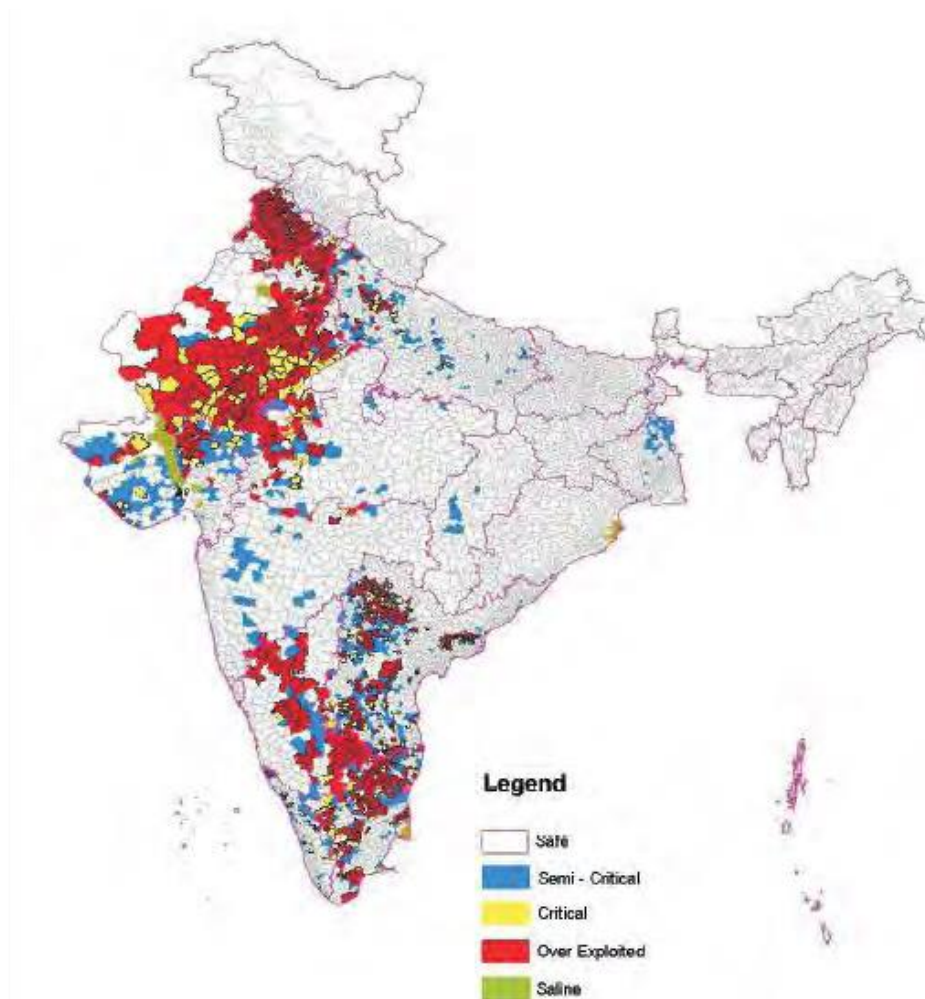 Legend
Safe
Semi - Critical
Critical
Over Exploited
Saline